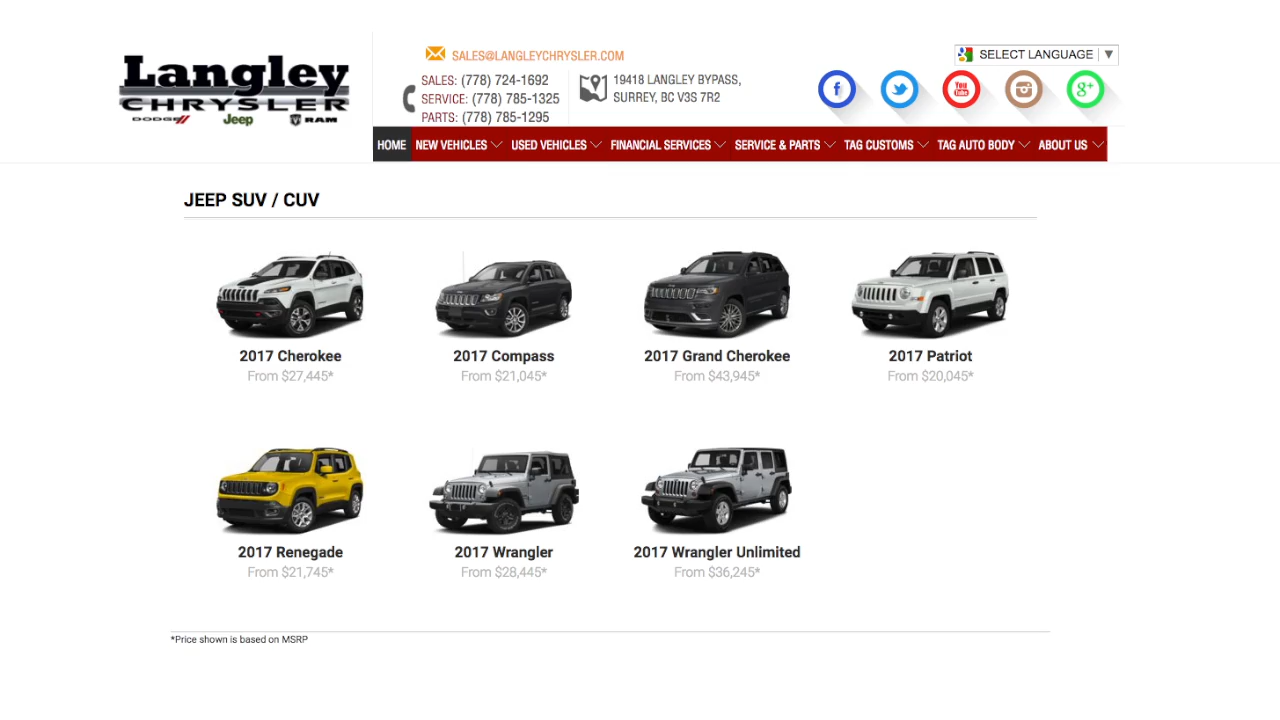 Langley
CHRYSLER
DODGE Jeep RAM
SALES@LANGLEYCHRYSLER.COM
SALES: (778) 724-1692
SERVICE: (778) 785-1325
PARTS: (778) 785-1295
19418 LANGLEY BYPASS,
SURREY, BC V3S 7R2
SELECT LANGUAGE ▼
f
You
Tube
g+
HOME NEW VEHICLES USED VEHICLES FINANCIAL SERVICES SERVICE & PARTS TAG CUSTOMS TAG AUTO BODY ABOUT US
JEEP SUV / CUV
2017 Cherokee
From $27,445*
2017 Compass
From $21,045*
2017 Grand Cherokee
From $43,945*
2017 Patriot
From $20,045*
2017 Renegade
From $21,745*
2017 Wrangler
From $28,445*
2017 Wrangler Unlimited
From $36,245*
*Price shown is based on MSRP